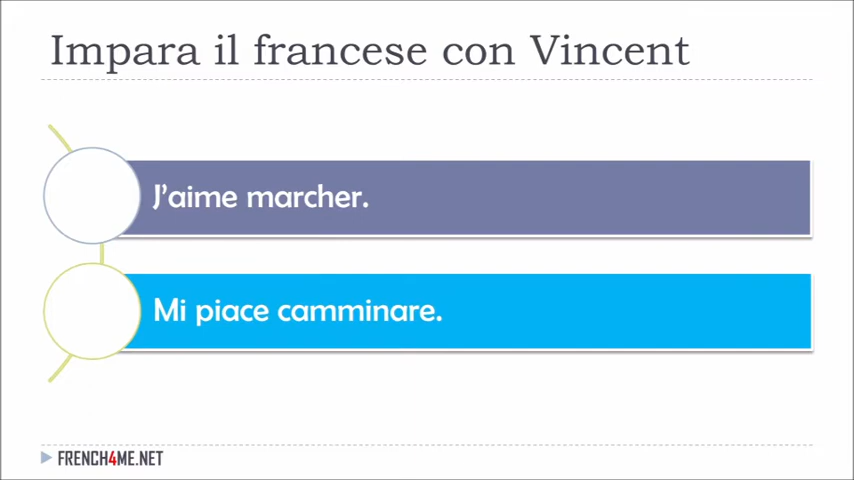 Impara il francese con Vincent
J’aime marcher.
Mi piace camminare.
FRENCH4ME.NET